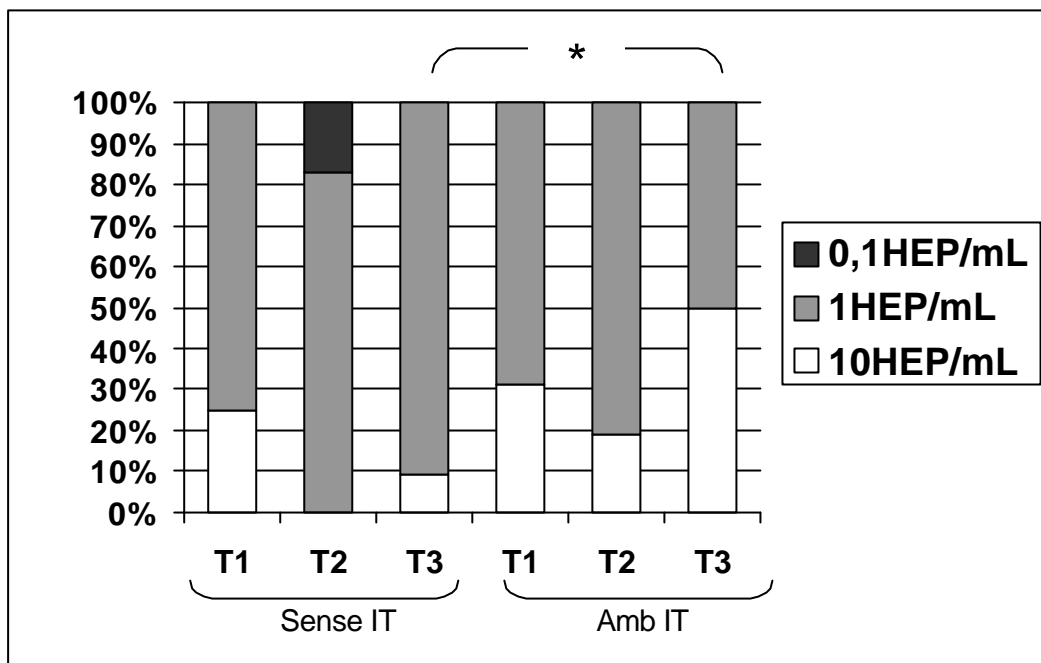 *
100%
90%
80%
70%
60%
50%
40%
30%
20%
10%
0%
T1 T2 T3 T1 T2 T3
Sense IT Amb IT
0,1HEP/mL
1HEP/mL
10HEP/mL